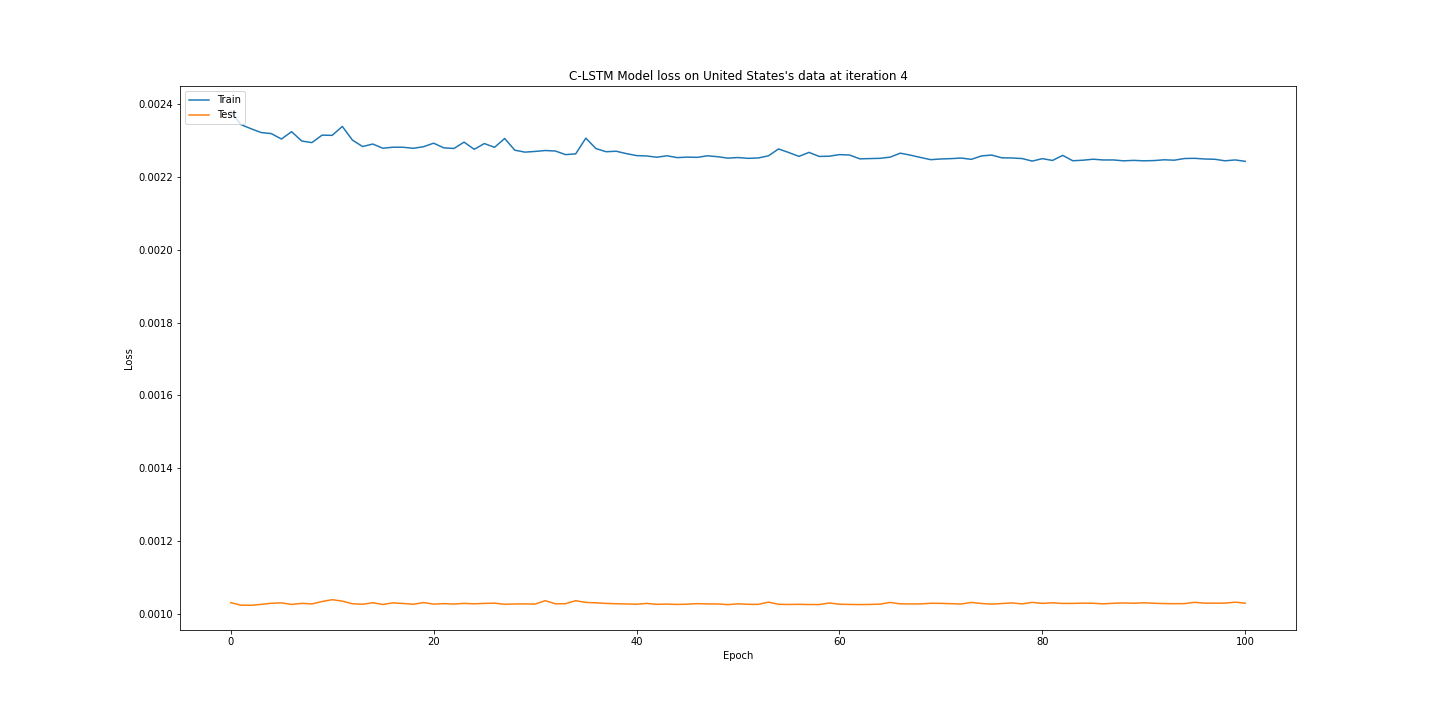 C-LSTM Model loss on United States's data at iteration 4
Train
Test
0.0024
0.0022
0.0020
0.0018
0.0016
0.0014
0.0012
0.0010
Loss
0 20 40 60 80 100
Epoch